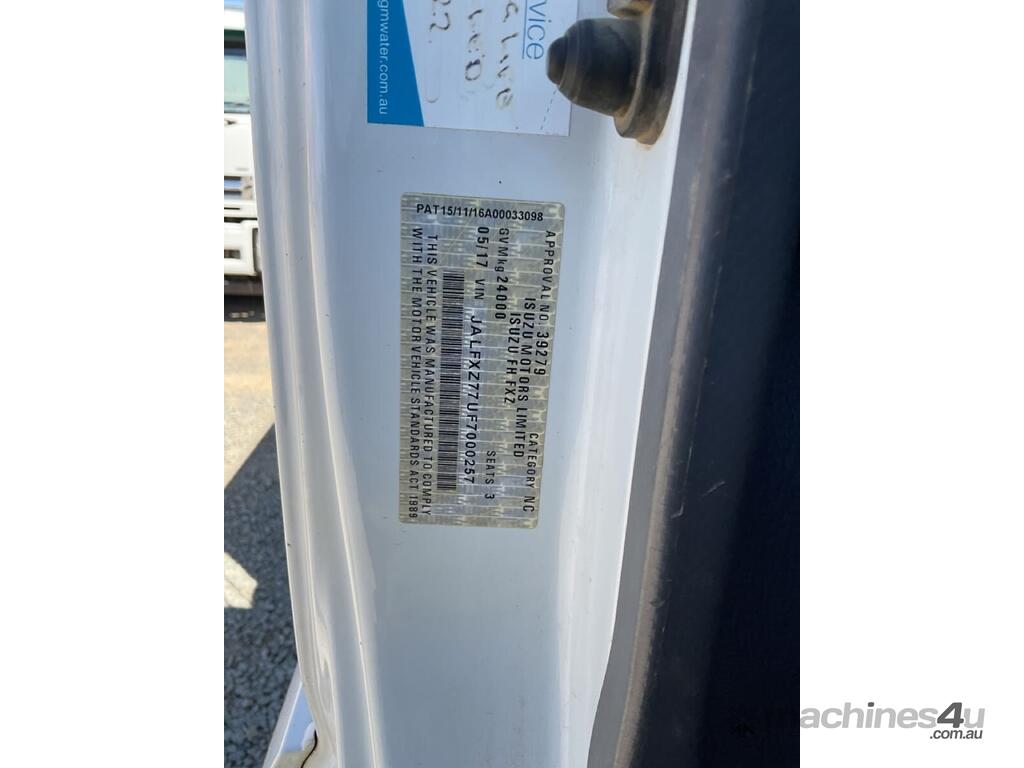 gmwater.com.au
vice
22
PAT15/11/16A00033098
APPROVAL NO. 39279 CATEGORY NC
ISUZU MOTORS LIMITED
ISUZU FH FXZ
GVMkg 24000 SEATS 3
05/17 VIN JALFXZ77UF7000257
THIS VEHICLE WAS MANUFACTURED TO COMPLY
WITH THE MOTOR VEHICLE STANDARDS ACT 1989
machines4u
.com.au